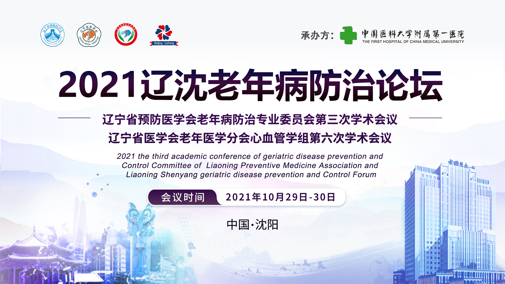 承办方：
中国医科大学附属第一医院
THE FIRST HOSPITAL OF CHINA MEDICAL UNIVERSITY
2021辽沈老年病防治论坛
辽宁省预防医学会老年病防治专业委员会第三次学术会议
辽宁省医学会老年医学分会心血管学组第六次学术会议
2021 the third academic conference of geriatric disease prevention and
Control Committee of Liaoning Preventive Medicine Association and
Liaoning Shenyang geriatric disease prevention and Control Forum
会议时间 2021年10月29日-30日
中国·沈阳